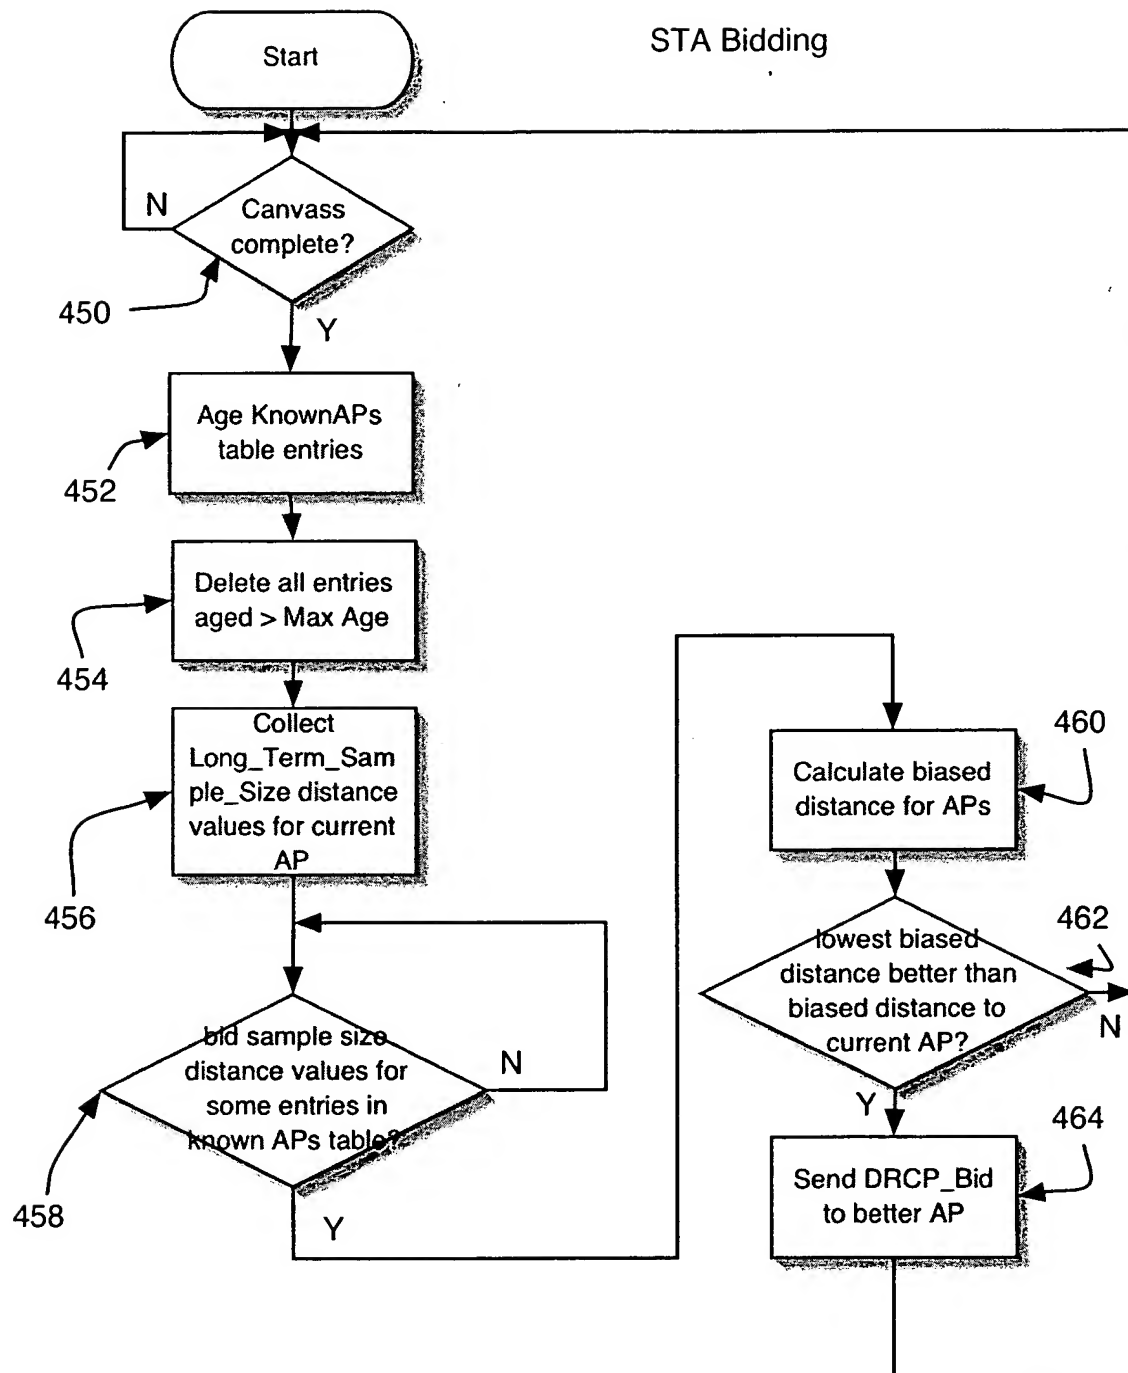 STA Bidding
Start
Canvass
complete?
N
Y
450
Age KnownAPs
table entries
452
Delete all entries
aged > Max Age
454
Collect
Long_Term_Sam
ple_Size distance
values for current
AP
456
bid sample size
distance values for
some entries in
known APs table?
N
Y
458
Calculate biased
distance for APs
460
lowest biased
distance better than
biased distance to
current AP?
462
N
Y
Send DRCP_Bid
to better AP
464